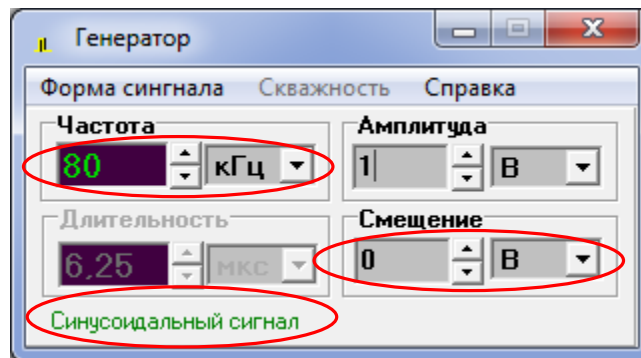 Генератор
Форма сингнала Скважность Справка
Частота Амплитуда
80 кГц 1 В
Длительность Смещение
6,25 мкс 0 В
Синусоидальный сигнал